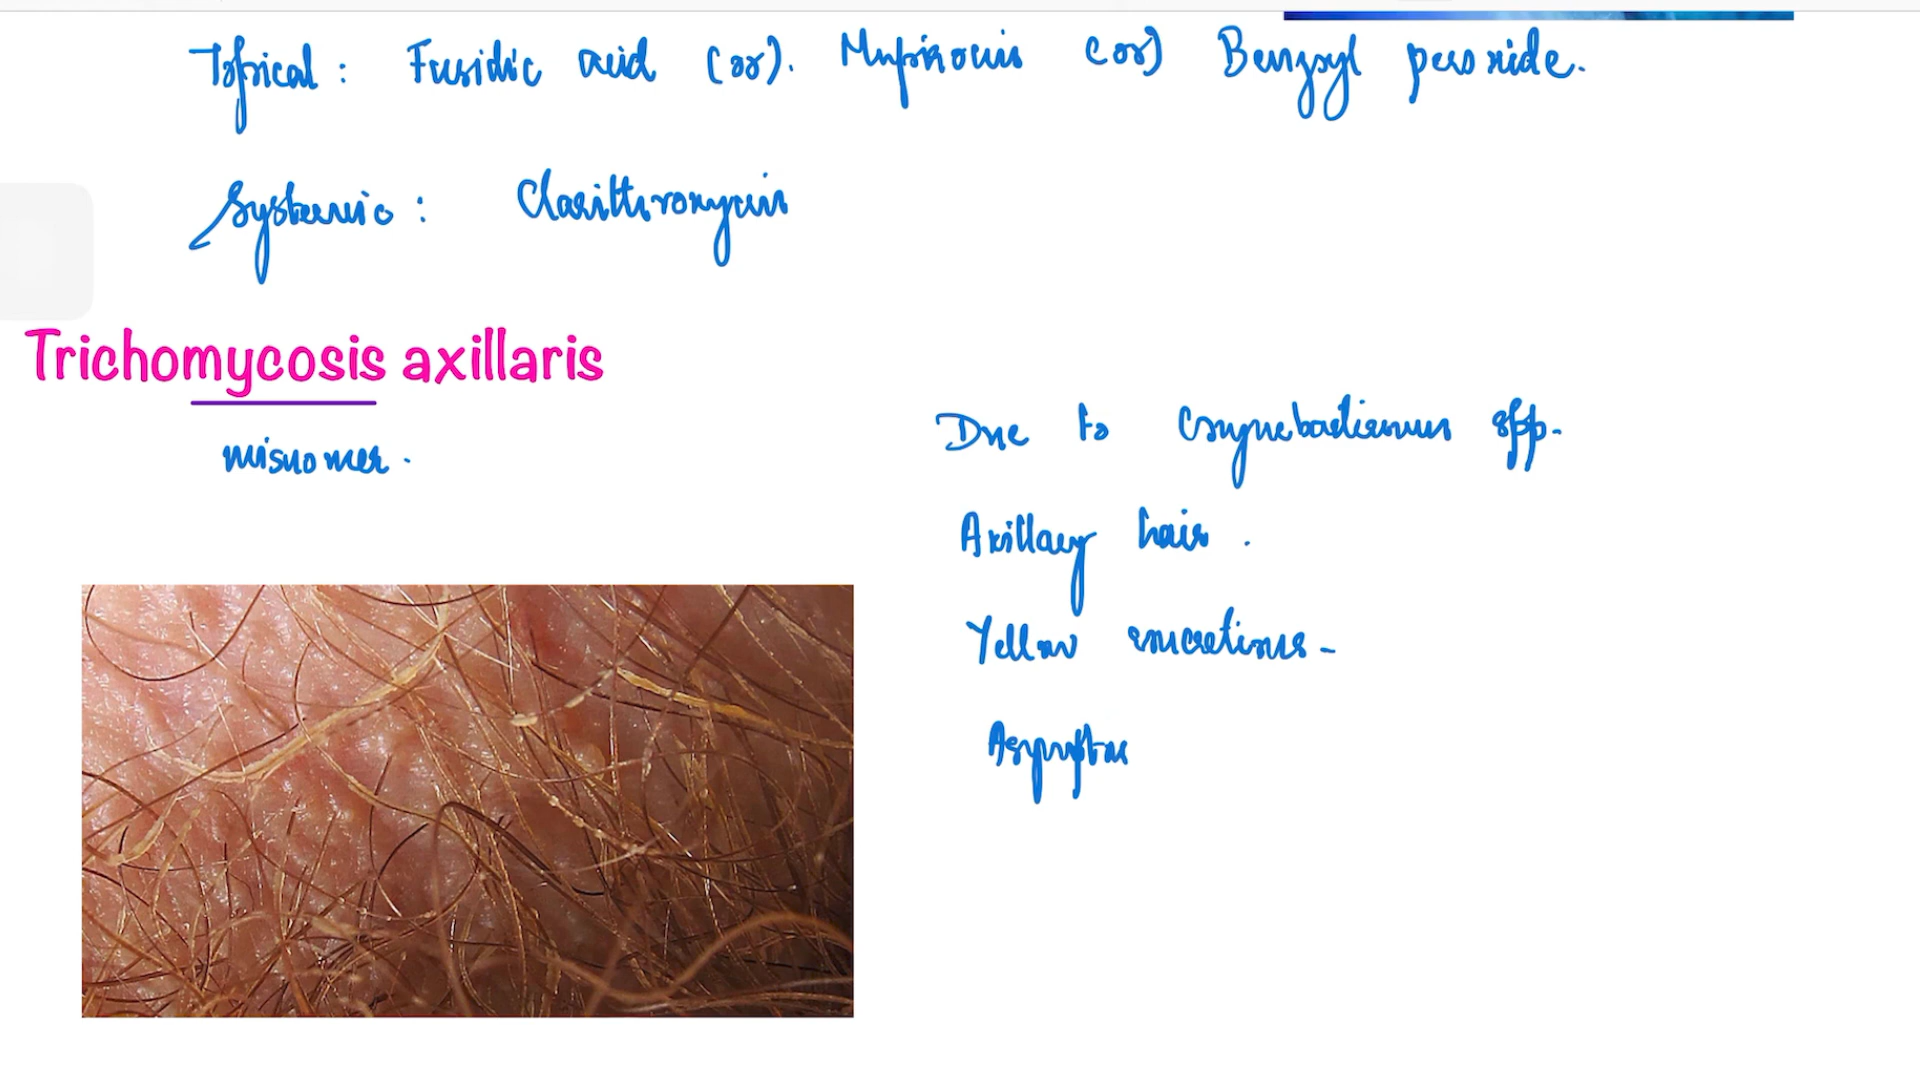 Topical : Fusidic acid (or). Mupirocin (or) Benzoyl peroxide.
Systemic : Clarithromycin
Trichomycosis axillaris
misnomer.
Due to Corynebacterium spp.
Axillary hair.
Yellow concretions-